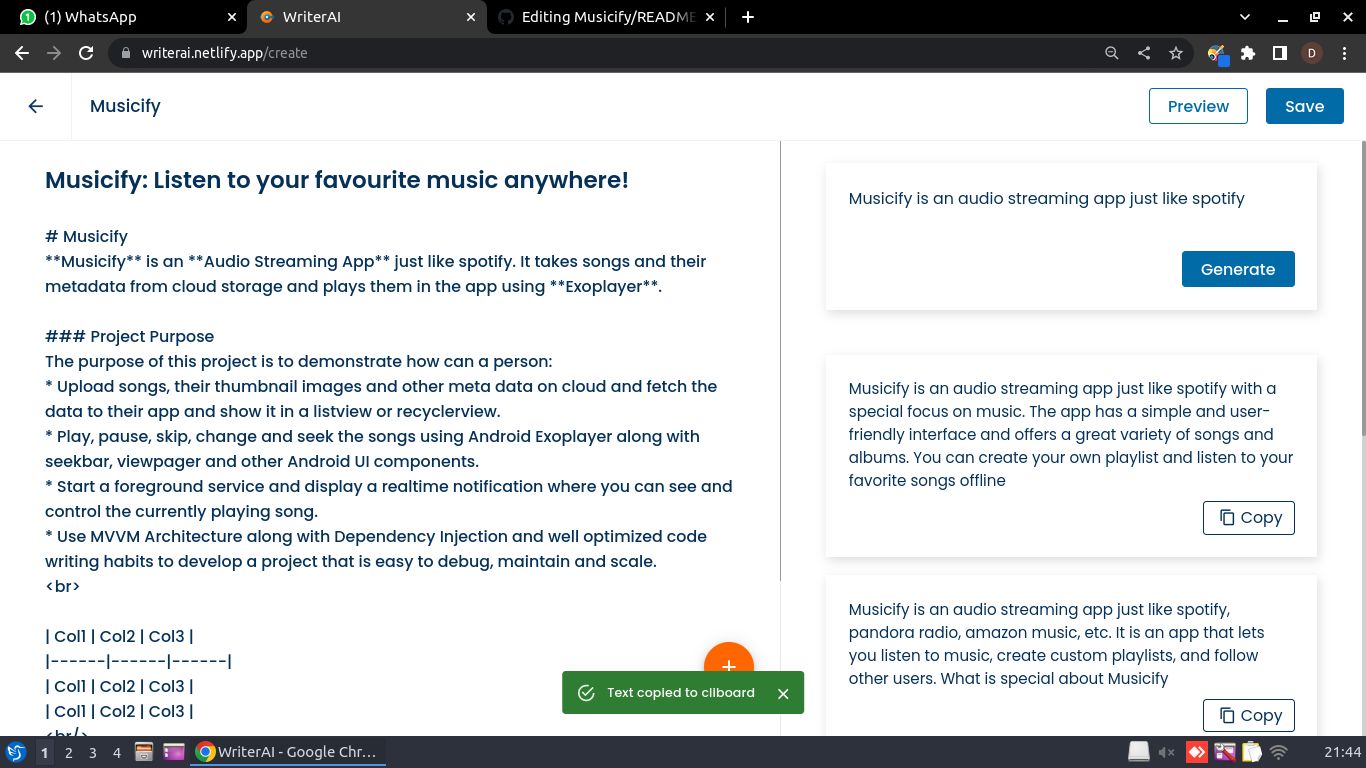 (1) WhatsApp
WriterAI
Editing Musicify/README
writerai.netlify.app/create
D
Musicify
Preview
Save
Musicify: Listen to your favourite music anywhere!
# Musicify
**Musicify** is an **Audio Streaming App** just like spotify. It takes songs and their
metadata from cloud storage and plays them in the app using **Exoplayer**.
### Project Purpose
The purpose of this project is to demonstrate how can a person:
* Upload songs, their thumbnail images and other meta data on cloud and fetch the
data to their app and show it in a listview or recyclerview.
* Play, pause, skip, change and seek the songs using Android Exoplayer along with
seekbar, viewpager and other Android UI components.
* Start a foreground service and display a realtime notification where you can see and
control the currently playing song.
* Use MVVM Architecture along with Dependency Injection and well optimized code
writing habits to develop a project that is easy to debug, maintain and scale.
<br>
| Col1 | Col2 | Col3 |
|------|------|------|
| Col1 | Col2 | Col3 |
| Col1 | Col2 | Col3 |
<br/>
Musicify is an audio streaming app just like spotify
Generate
Musicify is an audio streaming app just like spotify with a
special focus on music. The app has a simple and user-
friendly interface and offers a great variety of songs and
albums. You can create your own playlist and listen to your
favorite songs offline
Copy
Musicify is an audio streaming app just like spotify,
pandora radio, amazon music, etc. It is an app that lets
you listen to music, create custom playlists, and follow
other users. What is special about Musicify
Copy
+
Text copied to cliboard
1 2 3 4
WriterAI - Google Chr...
21:44